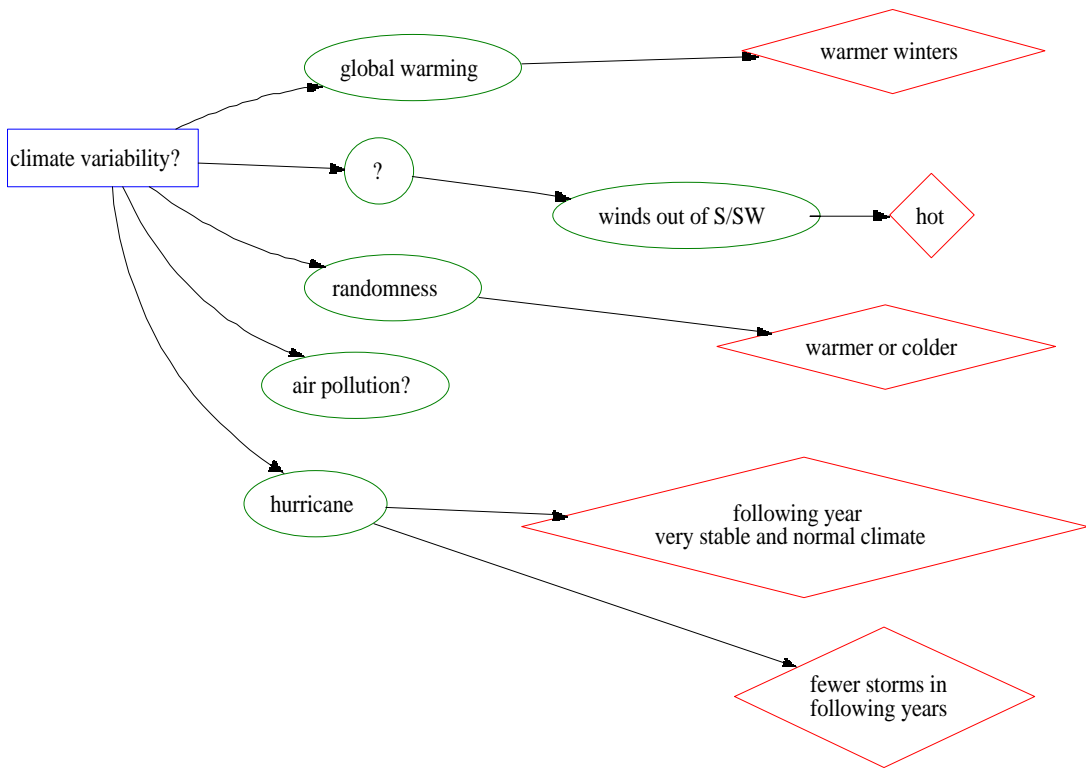 global warming
warmer winters
climate variability?
?
winds out of S/SW
hot
randomness
warmer or colder
air pollution?
hurricane
following year
very stable and normal climate
fewer storms in
following years